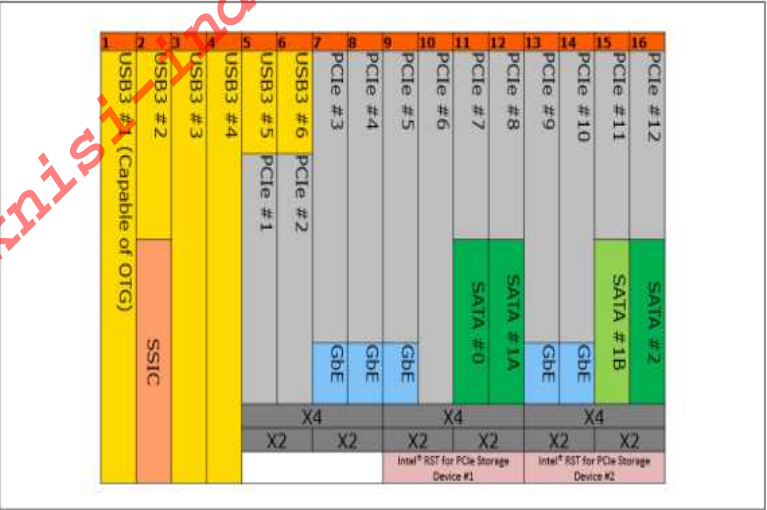 1 2 3 4 5 6 7 8 9 10 11 12 13 14 15 16
USB3 #1 (Capable of OTG)
USB3 #2
SSIC
USB3 #3
USB3 #4
USB3 #5
PCIe #1
USB3 #6
PCIe #2
PCIe #3
GbE
PCIe #4
GbE
PCIe #5
GbE
PCIe #6
PCIe #7
SATA #0
PCIe #8
SATA #1A
PCIe #9
GbE
PCIe #10
GbE
PCIe #11
SATA #1B
PCIe #12
SATA #2
X4 X4 X4
X2 X2 X2 X2 X2 X2
Intel® RST for PCIe Storage
Device #1
Intel® RST for PCIe Storage
Device #2